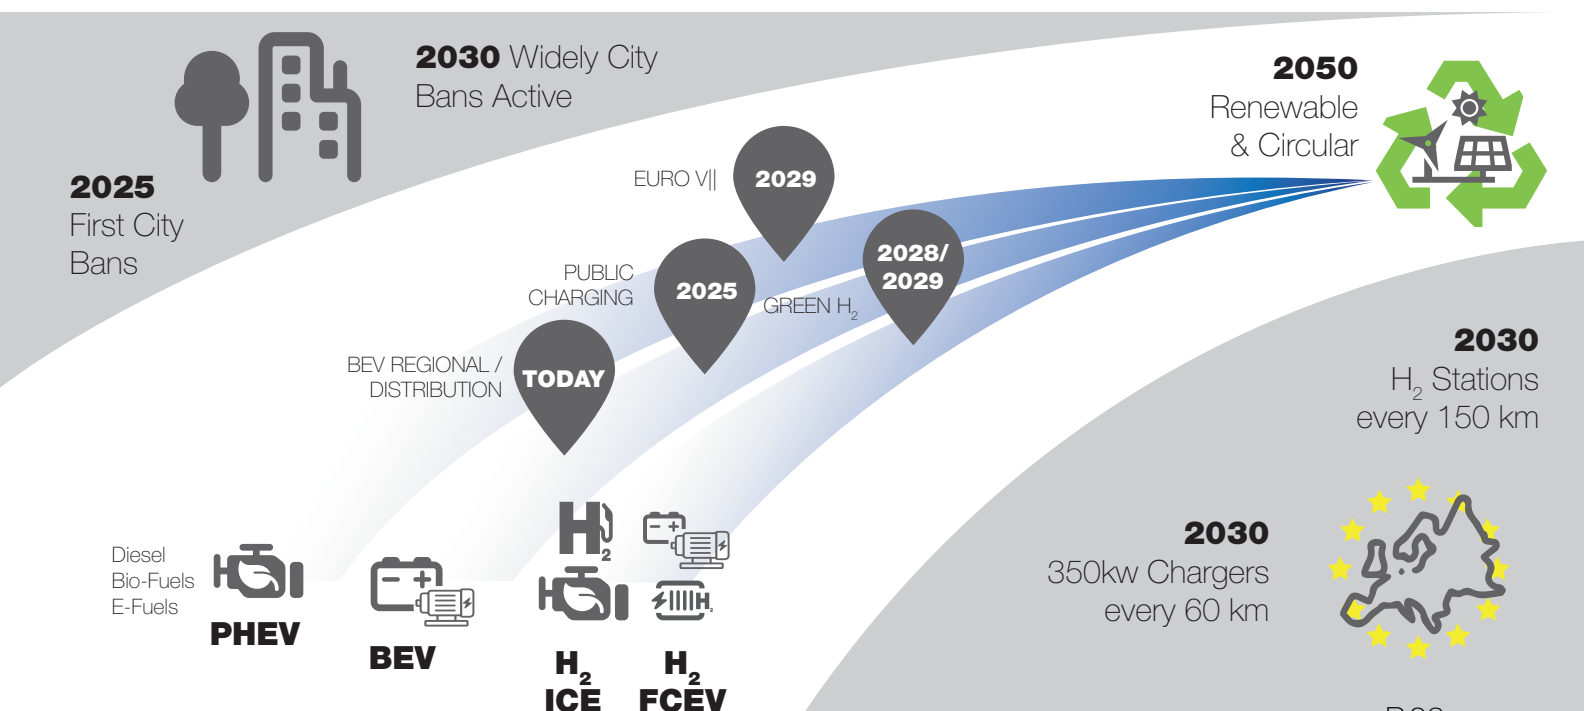 2030 Widely City
Bans Active
2025
First City
Bans
2050
Renewable
& Circular
EURO V||
2029
PUBLIC
CHARGING
2025
GREEN H₂
2028/
2029
BEV REGIONAL /
DISTRIBUTION
TODAY
2030
H₂ Stations
every 150 km
2030
350kw Chargers
every 60 km
Diesel
Bio-Fuels
E-Fuels
PHEV
BEV
H₂
H₂
ICE
H₂
H₂
FCEV